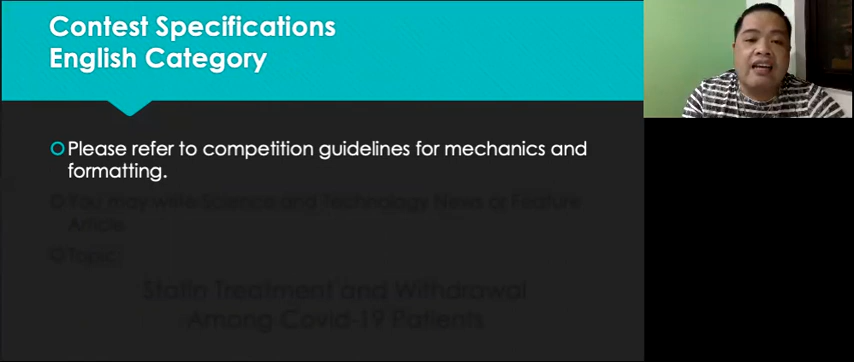 Contest Specifications
English Category
Please refer to competition guidelines for mechanics and
formatting.
You may write Science and Technology News or Feature
Article
Topic:
Statin Treatment and Withdrawal
Among Covid-19 Patients